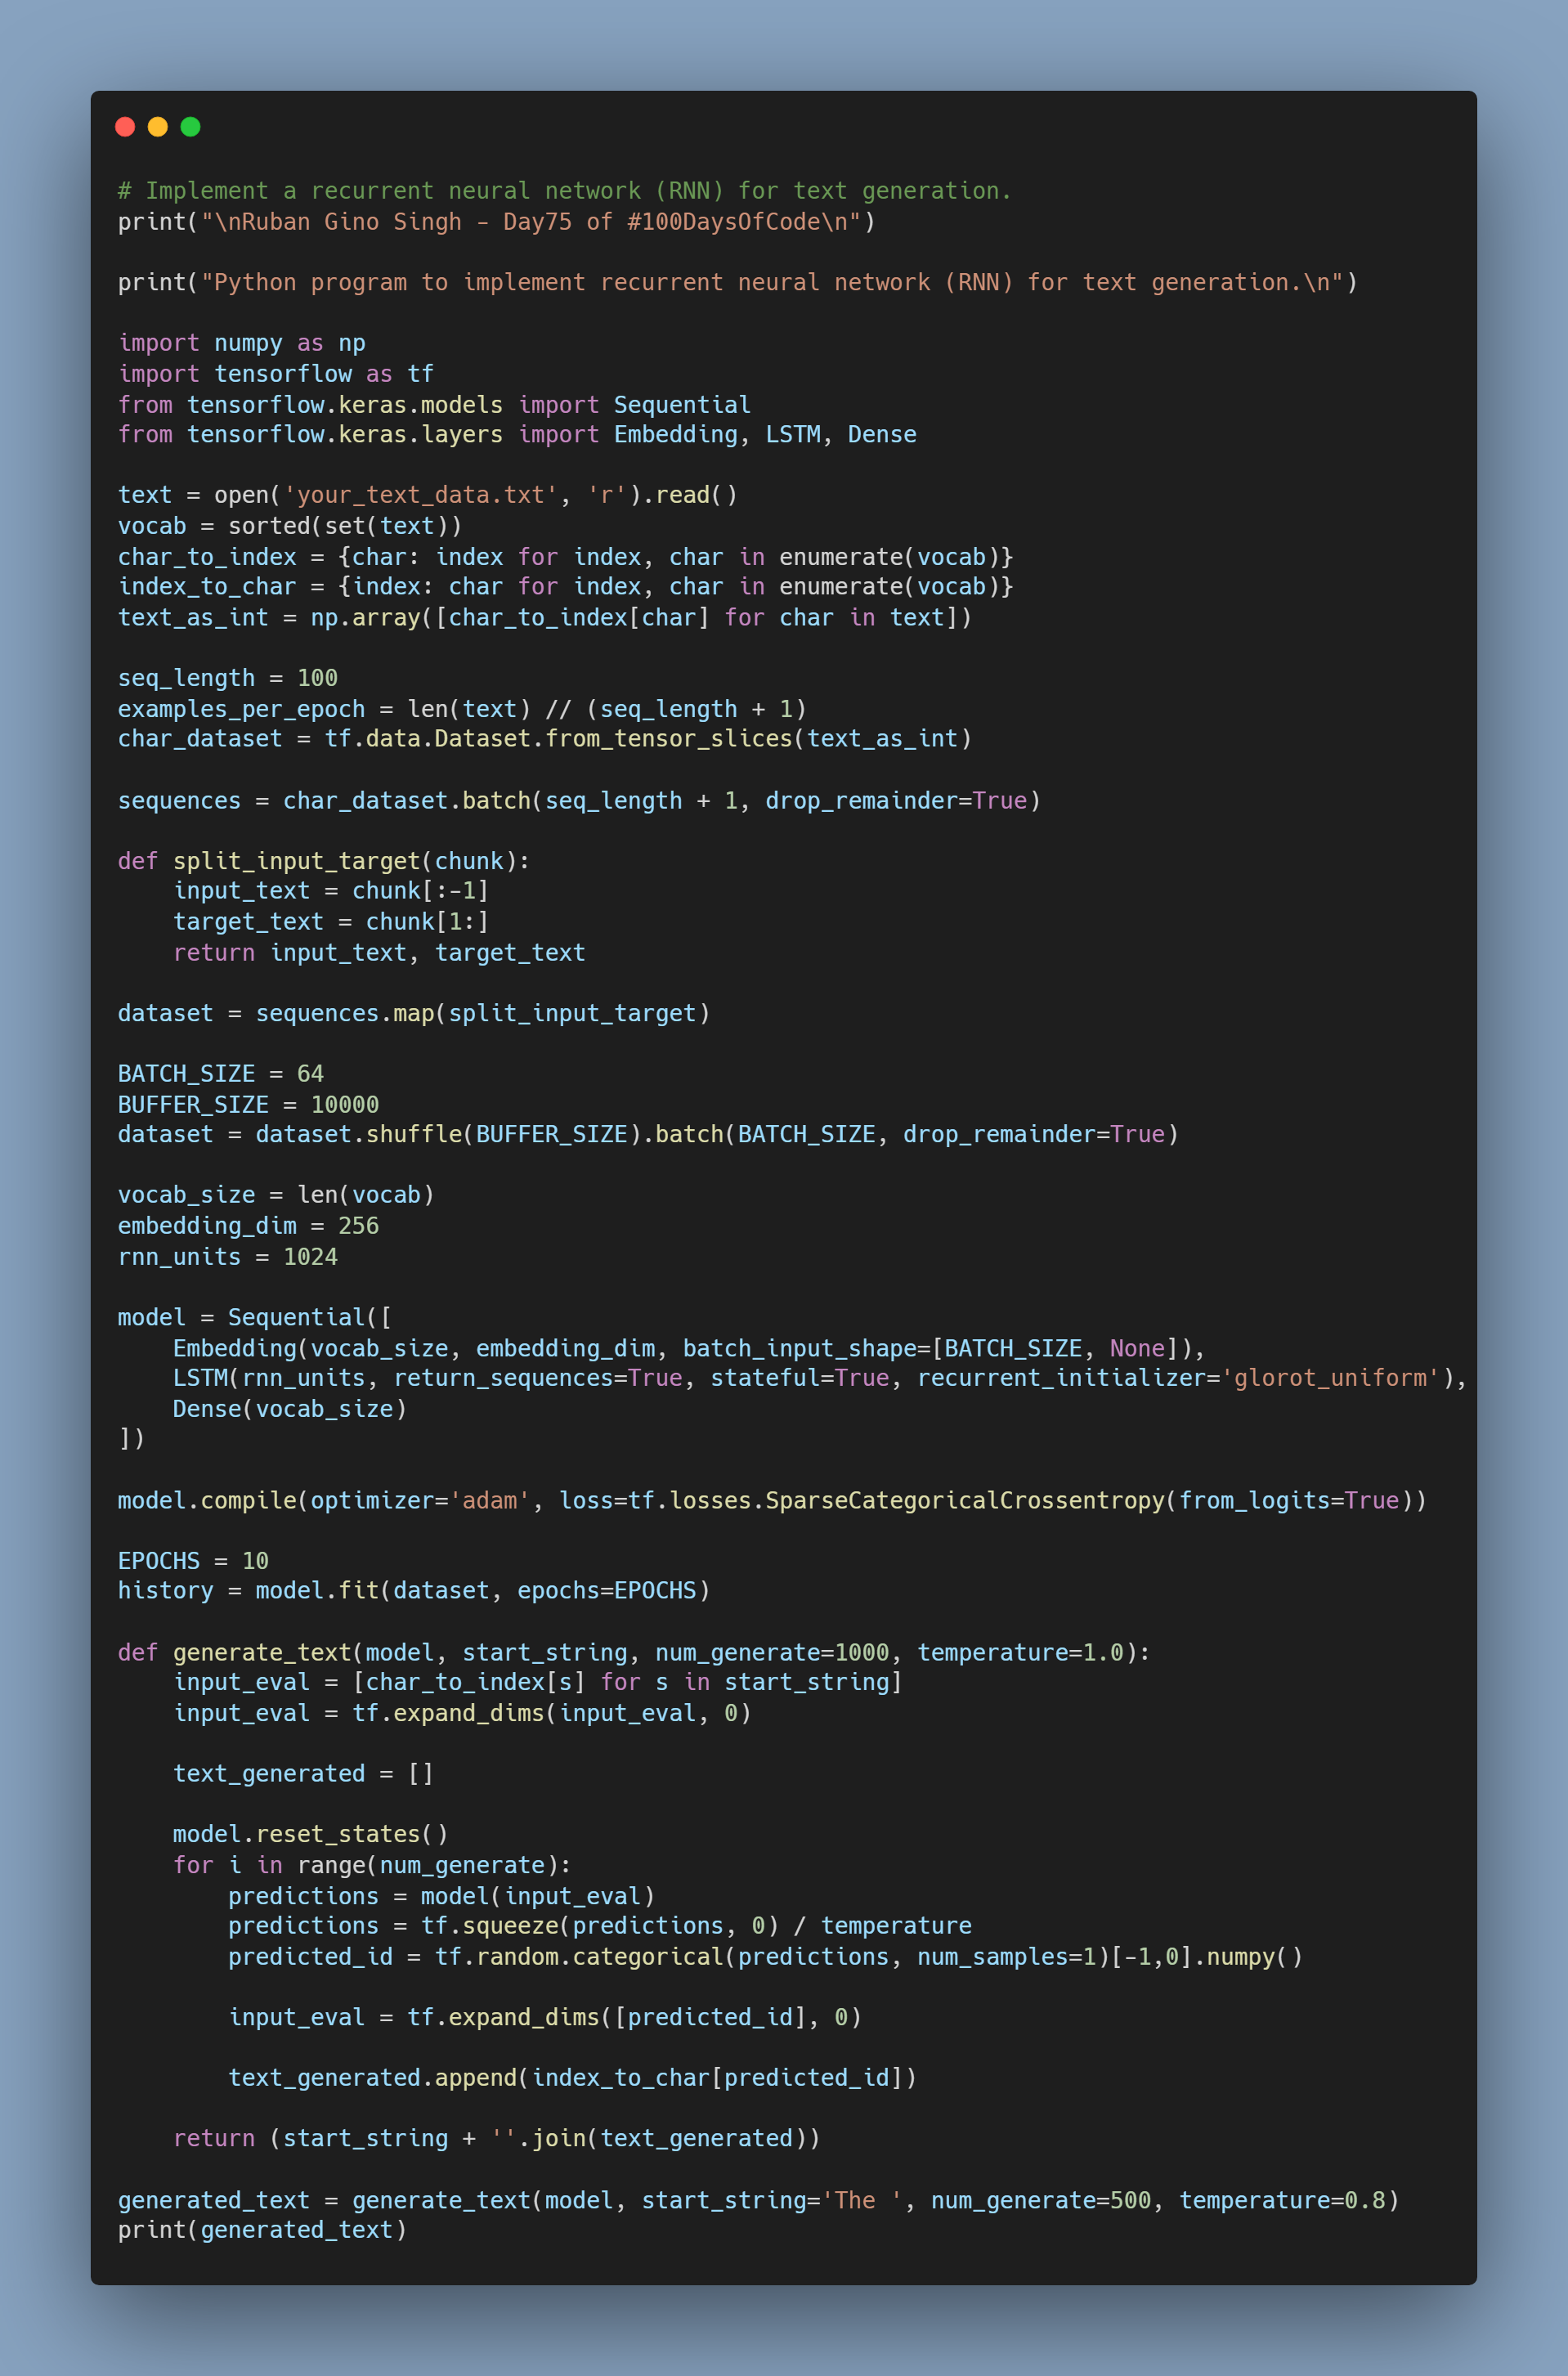 # Implement a recurrent neural network (RNN) for text generation.
print("\nRuban Gino Singh - Day75 of #100DaysOfCode\n")

print("Python program to implement recurrent neural network (RNN) for text generation.\n")

import numpy as np
import tensorflow as tf
from tensorflow.keras.models import Sequential
from tensorflow.keras.layers import Embedding, LSTM, Dense

text = open('your_text_data.txt', 'r').read()
vocab = sorted(set(text))
char_to_index = {char: index for index, char in enumerate(vocab)}
index_to_char = {index: char for index, char in enumerate(vocab)}
text_as_int = np.array([char_to_index[char] for char in text])

seq_length = 100
examples_per_epoch = len(text) // (seq_length + 1)
char_dataset = tf.data.Dataset.from_tensor_slices(text_as_int)

sequences = char_dataset.batch(seq_length + 1, drop_remainder=True)

def split_input_target(chunk):
    input_text = chunk[:-1]
    target_text = chunk[1:]
    return input_text, target_text

dataset = sequences.map(split_input_target)

BATCH_SIZE = 64
BUFFER_SIZE = 10000
dataset = dataset.shuffle(BUFFER_SIZE).batch(BATCH_SIZE, drop_remainder=True)

vocab_size = len(vocab)
embedding_dim = 256
rnn_units = 1024

model = Sequential([
    Embedding(vocab_size, embedding_dim, batch_input_shape=[BATCH_SIZE, None]),
    LSTM(rnn_units, return_sequences=True, stateful=True, recurrent_initializer='glorot_uniform'),
    Dense(vocab_size)
])

model.compile(optimizer='adam', loss=tf.losses.SparseCategoricalCrossentropy(from_logits=True))

EPOCHS = 10
history = model.fit(dataset, epochs=EPOCHS)

def generate_text(model, start_string, num_generate=1000, temperature=1.0):
    input_eval = [char_to_index[s] for s in start_string]
    input_eval = tf.expand_dims(input_eval, 0)

    text_generated = []

    model.reset_states()
    for i in range(num_generate):
        predictions = model(input_eval)
        predictions = tf.squeeze(predictions, 0) / temperature
        predicted_id = tf.random.categorical(predictions, num_samples=1)[-1,0].numpy()

        input_eval = tf.expand_dims([predicted_id], 0)

        text_generated.append(index_to_char[predicted_id])

    return (start_string + ''.join(text_generated))

generated_text = generate_text(model, start_string='The ', num_generate=500, temperature=0.8)
print(generated_text)